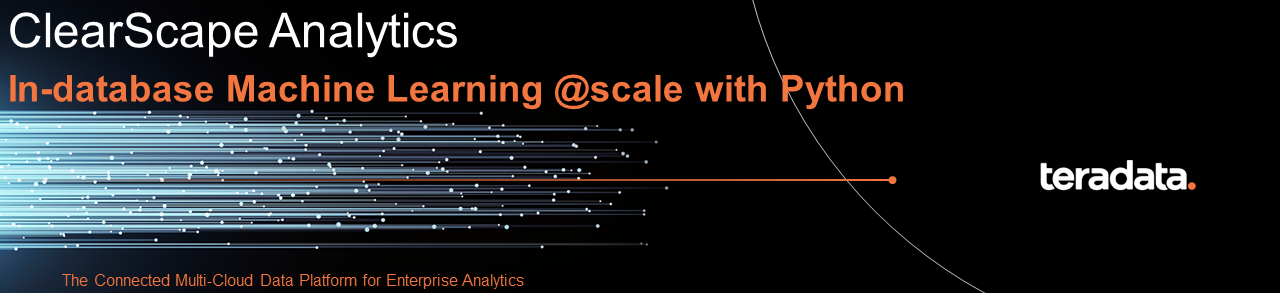 ClearScape Analytics
In-database Machine Learning @scale with Python
teradata.
The Connected Multi-Cloud Data Platform for Enterprise Analytics